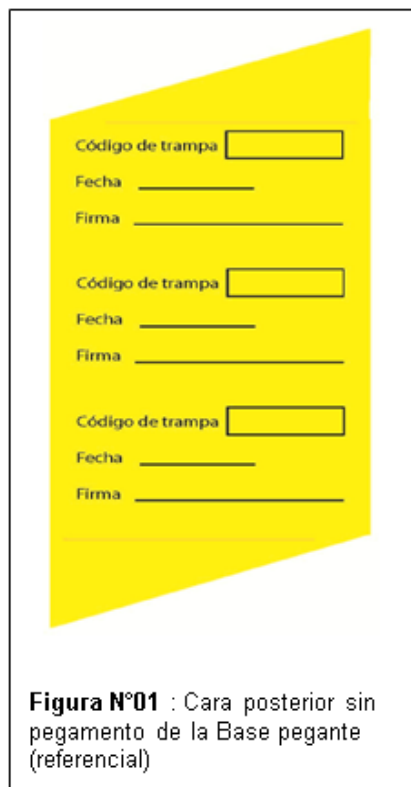 Código de trampa
Fecha
Firma
Código de trampa
Fecha
Firma
Código de trampa
Fecha
Firma
Figura N°01 : Cara posterior sin
pegamento de la Base pegante
(referencial)